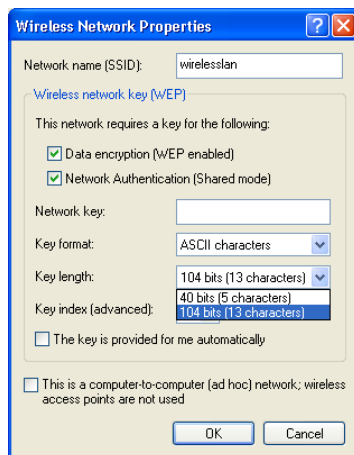 Wireless Network Properties
Network name (SSID): wirelesslan
Wireless network key (WEP)
This network requires a key for the following:
Data encryption (WEP enabled)
Network Authentication (Shared mode)
Network key:
Key format: ASCII characters
Key length: 104 bits (13 characters)
40 bits (5 characters)
Key index (advanced): 104 bits (13 characters)
The key is provided for me automatically
This is a computer-to-computer (ad hoc) network; wireless
access points are not used
OK Cancel